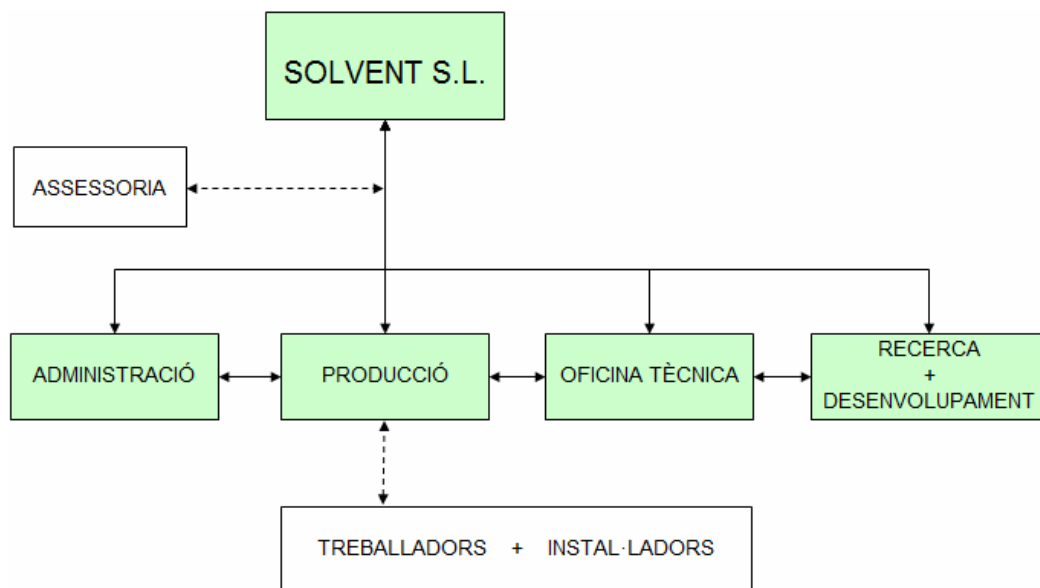 SOLVENT S.L.
ASSESSORIA
ADMINISTRACIÓ
PRODUCCIÓ
OFICINA TÈCNICA
RECERCA
+
DESENVOLUPAMENT
TREBALLADORS + INSTAL·LADORS